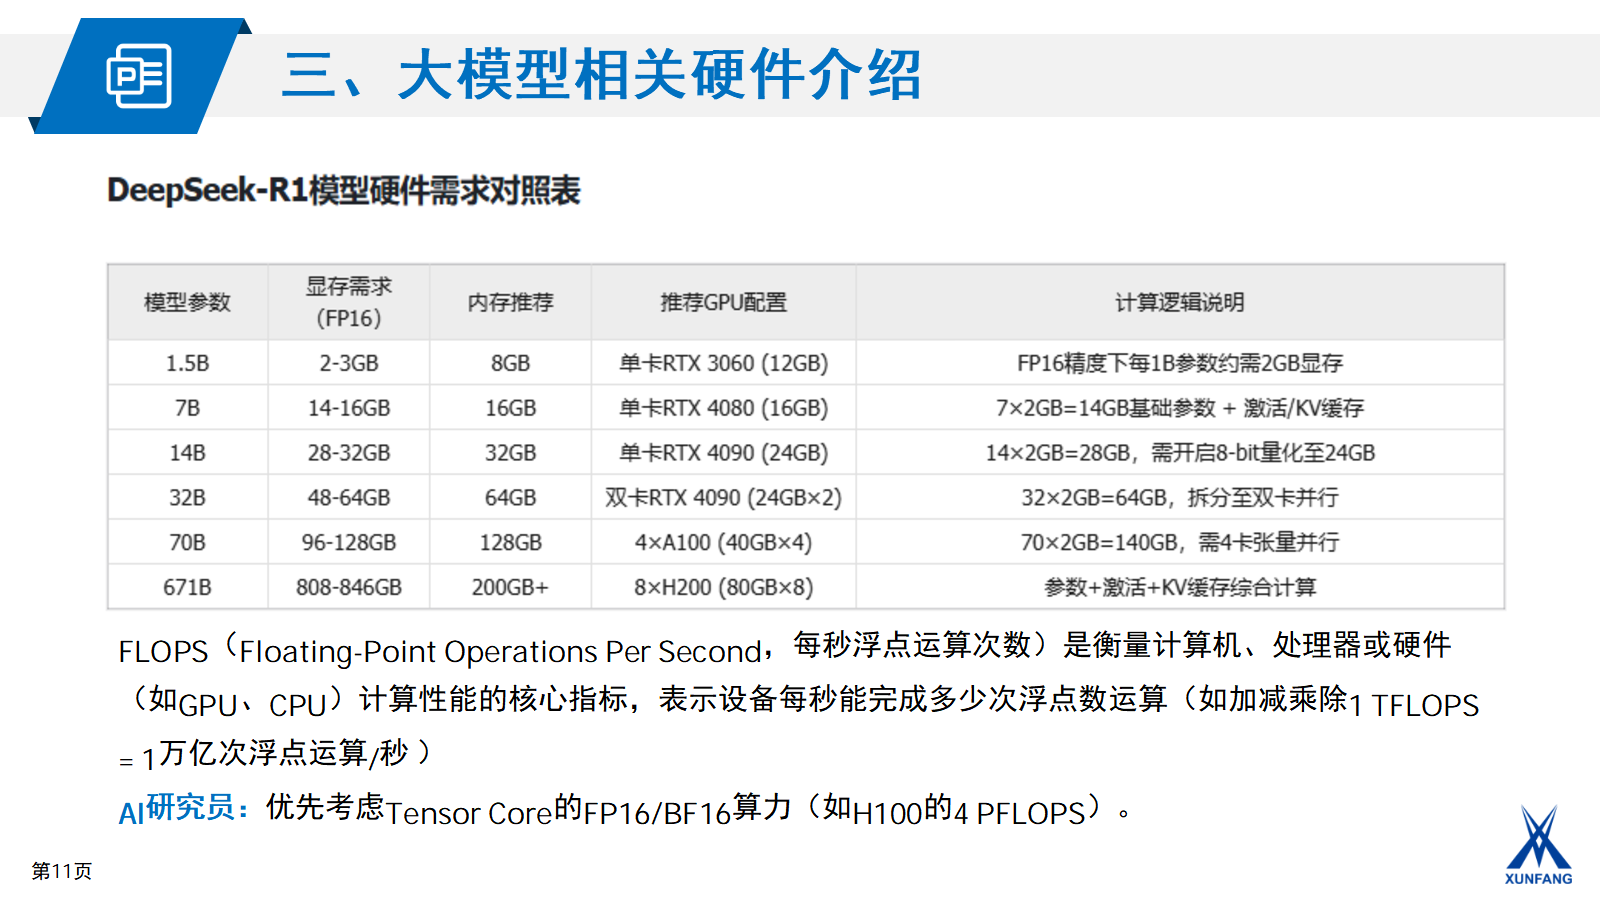 三、大模型相关硬件介绍
DeepSeek-R1模型硬件需求对照表
模型参数 显存需求（FP16） 内存推荐 推荐GPU配置 计算逻辑说明
1.5B 2-3GB 8GB 单卡RTX 3060 (12GB) FP16精度下每1B参数约需2GB显存
7B 14-16GB 16GB 单卡RTX 4080 (16GB) 7×2GB=14GB基础参数 + 激活/KV缓存
14B 28-32GB 32GB 单卡RTX 4090 (24GB) 14×2GB=28GB，需开启8-bit量化至24GB
32B 48-64GB 64GB 双卡RTX 4090 (24GB×2) 32×2GB=64GB，拆分至双卡并行
70B 96-128GB 128GB 4×A100 (40GB×4) 70×2GB=140GB，需4卡张量并行
671B 808-846GB 200GB+ 8×H200 (80GB×8) 参数+激活+KV缓存综合计算
FLOPS（Floating-Point Operations Per Second，每秒浮点运算次数）是衡量计算机、处理器或硬件
（如GPU、CPU）计算性能的核心指标，表示设备每秒能完成多少次浮点数运算（如加减乘除1 TFLOPS
= 1万亿次浮点运算/秒 ）
AI研究员：优先考虑Tensor Core的FP16/BF16算力（如H100的4 PFLOPS）。
第11页
XUNFANG